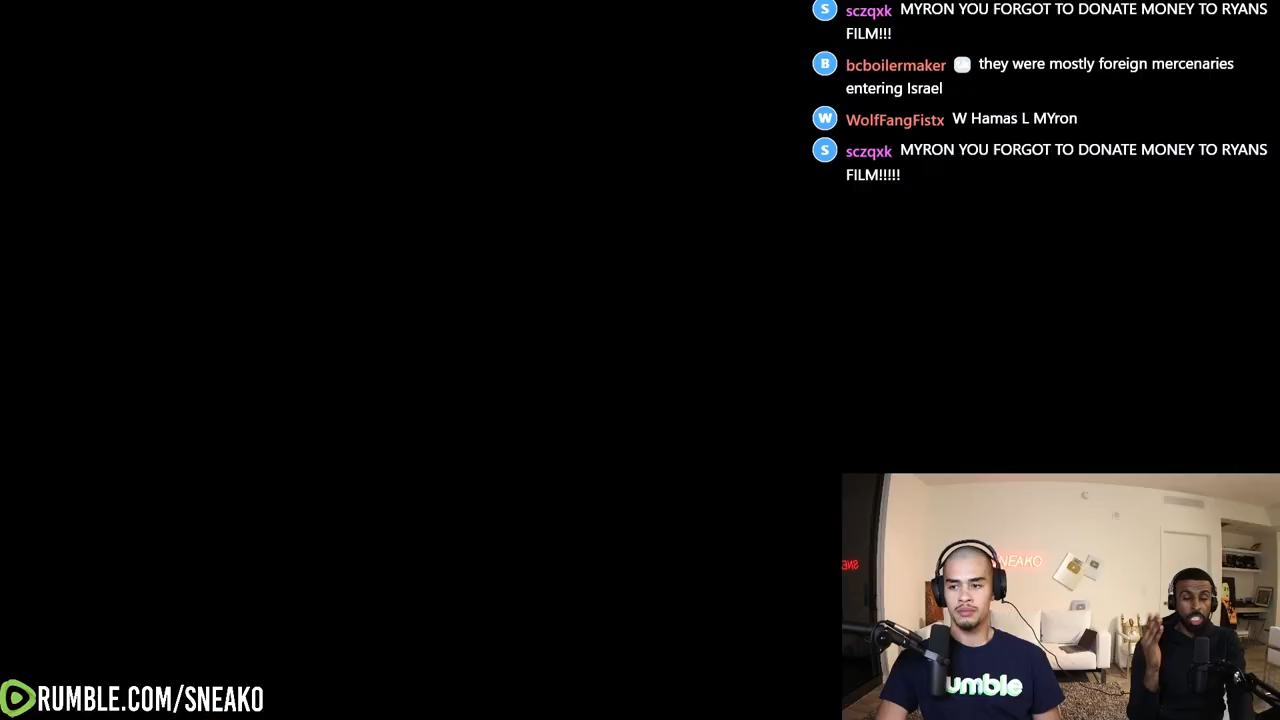 S sczqxk MYRON YOU FORGOT TO DONATE MONEY TO RYANS
FILM!!!
B bcboilermaker they were mostly foreign mercenaries
entering Israel
W WolfFangFistx W Hamas L MYron
S sczqxk MYRON YOU FORGOT TO DONATE MONEY TO RYANS
FILM!!!!!
NEAKO
umble
RUMBLE.COM/SNEAKO